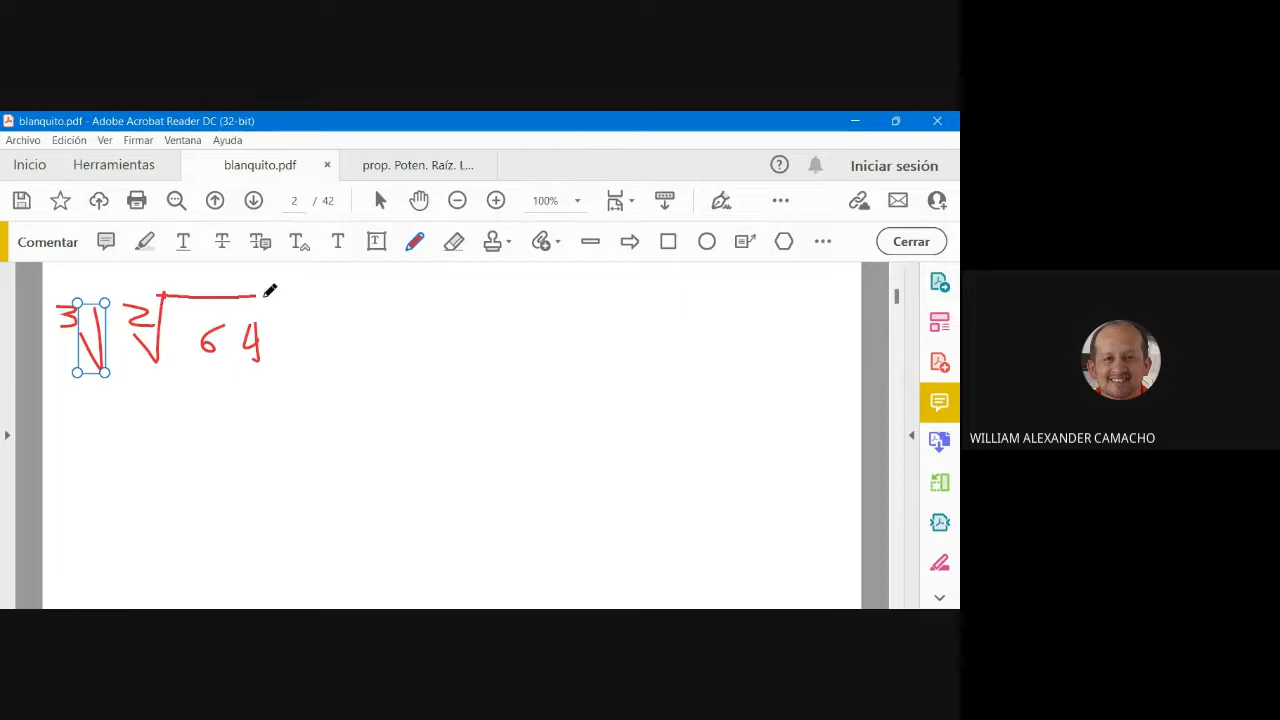 blanquito.pdf - Adobe Acrobat Reader DC (32-bit)
Archivo Edición Ver Firmar Ventana Ayuda
Inicio Herramientas blanquito.pdf × prop. Poten. Raíz. L... Iniciar sesión
2 / 42 100%
Comentar Cerrar
3√ 2√64
WILLIAM ALEXANDER CAMACHO